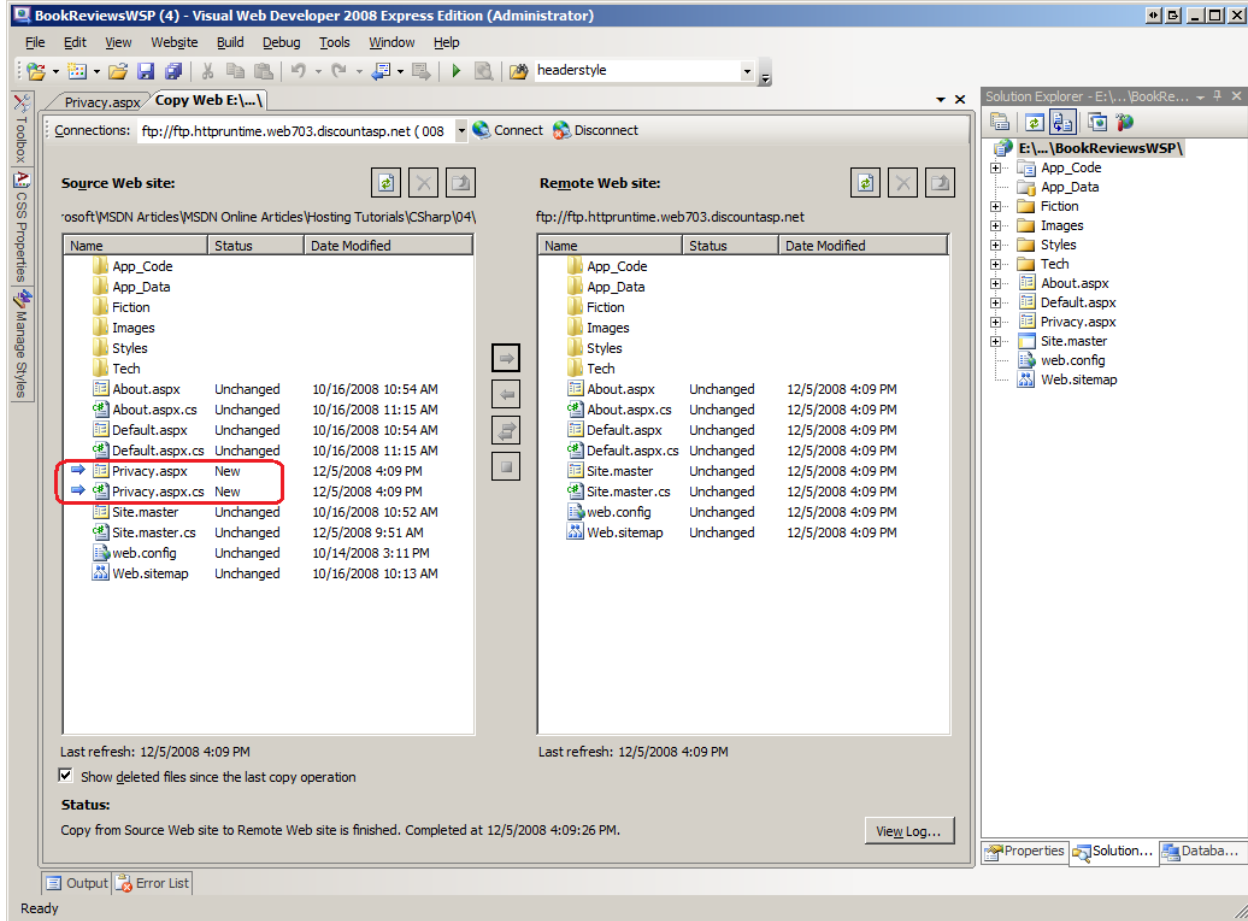 BookReviewsWSP (4) - Visual Web Developer 2008 Express Edition (Administrator)
File Edit View Website Build Debug Tools Window Help
headerstyle
Privacy.aspx Copy Web E:\...\
Solution Explorer - E:\...\BookRe...
Toolbox
CSS Properties
Manage Styles
Connections: ftp://ftp.httpruntime.web703.discountasp.net ( 008 Connect Disconnect
Source Web site:
rosoft\MSDN Articles\MSDN Online Articles\Hosting Tutorials\CSharp\04\
Name Status Date Modified
App_Code
App_Data
Fiction
Images
Styles
Tech
About.aspx Unchanged 10/16/2008 10:54 AM
About.aspx.cs Unchanged 10/16/2008 11:15 AM
Default.aspx Unchanged 10/16/2008 10:54 AM
Default.aspx.cs Unchanged 10/16/2008 11:15 AM
Privacy.aspx New 12/5/2008 4:09 PM
Privacy.aspx.cs New 12/5/2008 4:09 PM
Site.master Unchanged 10/16/2008 10:52 AM
Site.master.cs Unchanged 12/5/2008 9:51 AM
web.config Unchanged 10/14/2008 3:11 PM
Web.sitemap Unchanged 10/16/2008 10:13 AM
Last refresh: 12/5/2008 4:09 PM
Remote Web site:
ftp://ftp.httpruntime.web703.discountasp.net
Name Status Date Modified
App_Code
App_Data
Fiction
Images
Styles
Tech
About.aspx Unchanged 12/5/2008 4:09 PM
About.aspx.cs Unchanged 12/5/2008 4:09 PM
Default.aspx Unchanged 12/5/2008 4:09 PM
Default.aspx.cs Unchanged 12/5/2008 4:09 PM
Site.master Unchanged 12/5/2008 4:09 PM
Site.master.cs Unchanged 12/5/2008 4:09 PM
web.config Unchanged 12/5/2008 4:09 PM
Web.sitemap Unchanged 12/5/2008 4:09 PM
Last refresh: 12/5/2008 4:09 PM
Show deleted files since the last copy operation
Status:
Copy from Source Web site to Remote Web site is finished. Completed at 12/5/2008 4:09:26 PM.
View Log...
E:\...\BookReviewsWSP\
App_Code
App_Data
Fiction
Images
Styles
Tech
About.aspx
Default.aspx
Privacy.aspx
Site.master
web.config
Web.sitemap
Properties Solution... Databa...
Output Error List
Ready